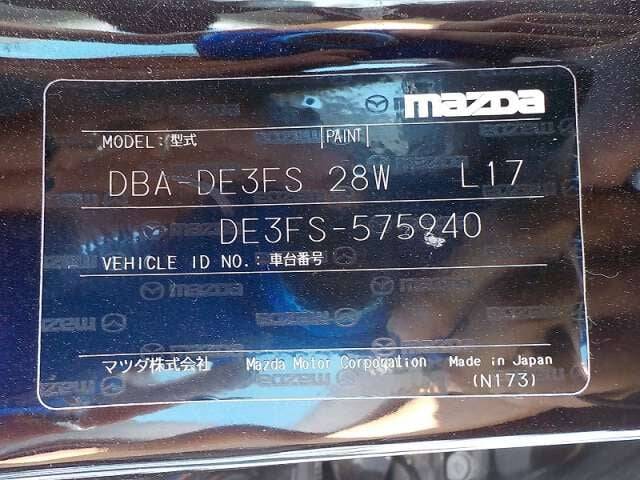 mazda
MODEL:型式 PAINT
DBA-DE3FS 28W L17
DE3FS-575940
VEHICLE ID NO.:車台番号
マツダ株式会社 Mazda Motor Corporation Made in Japan
(N173)